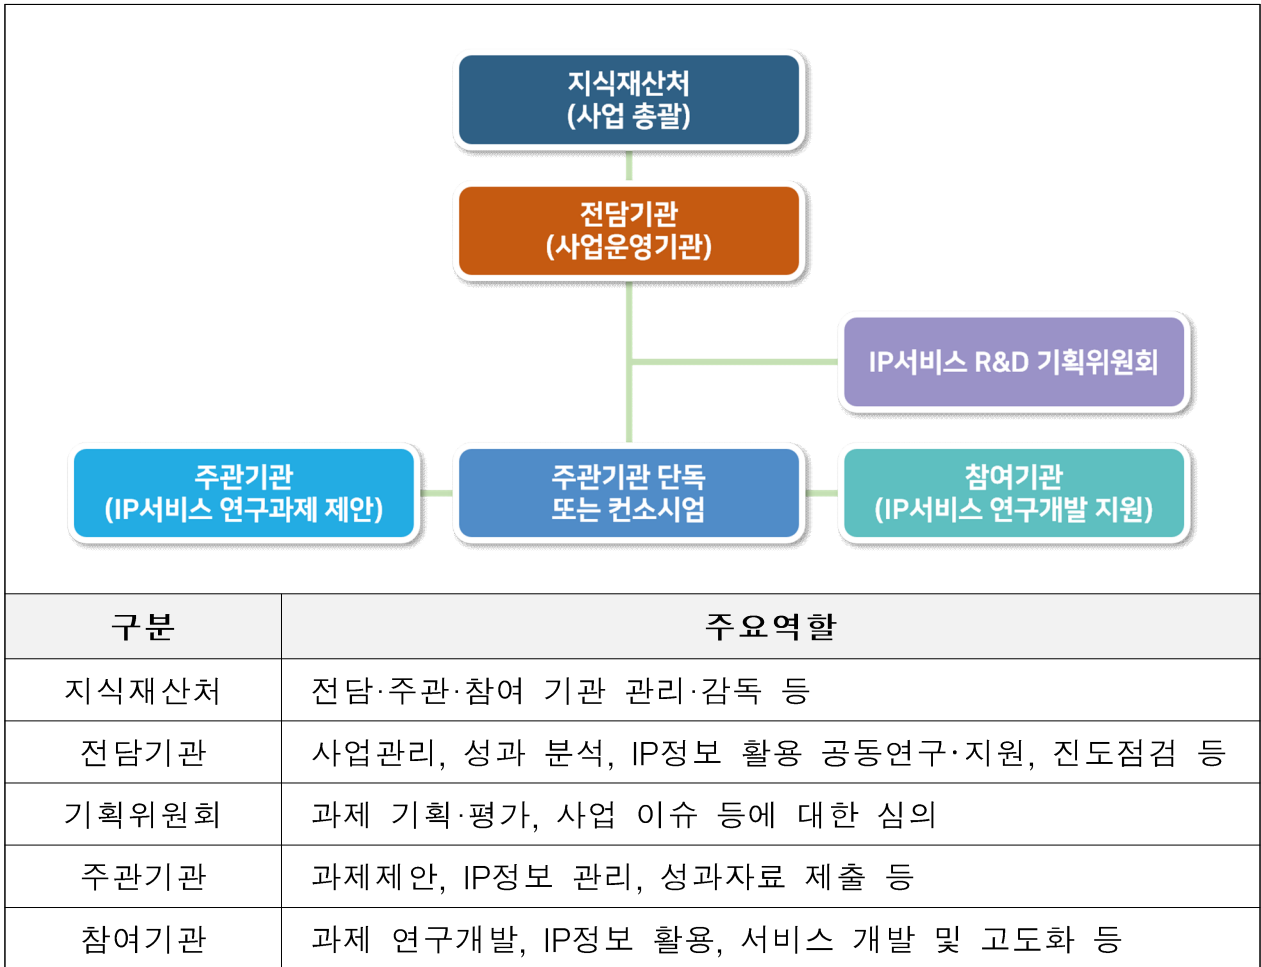 지식재산처
(사업 총괄)
전담기관
(사업운영기관)
IP서비스 R&D 기획위원회
주관기관
(IP서비스 연구과제 제안)
주관기관 단독
또는 컨소시엄
참여기관
(IP서비스 연구개발 지원)
구분 주요역할
지식재산처 전담·주관·참여 기관 관리·감독 등
전담기관 사업관리, 성과 분석, IP정보 활용 공동연구·지원, 진도점검 등
기획위원회 과제 기획·평가, 사업 이슈 등에 대한 심의
주관기관 과제제안, IP정보 관리, 성과자료 제출 등
참여기관 과제 연구개발, IP정보 활용, 서비스 개발 및 고도화 등